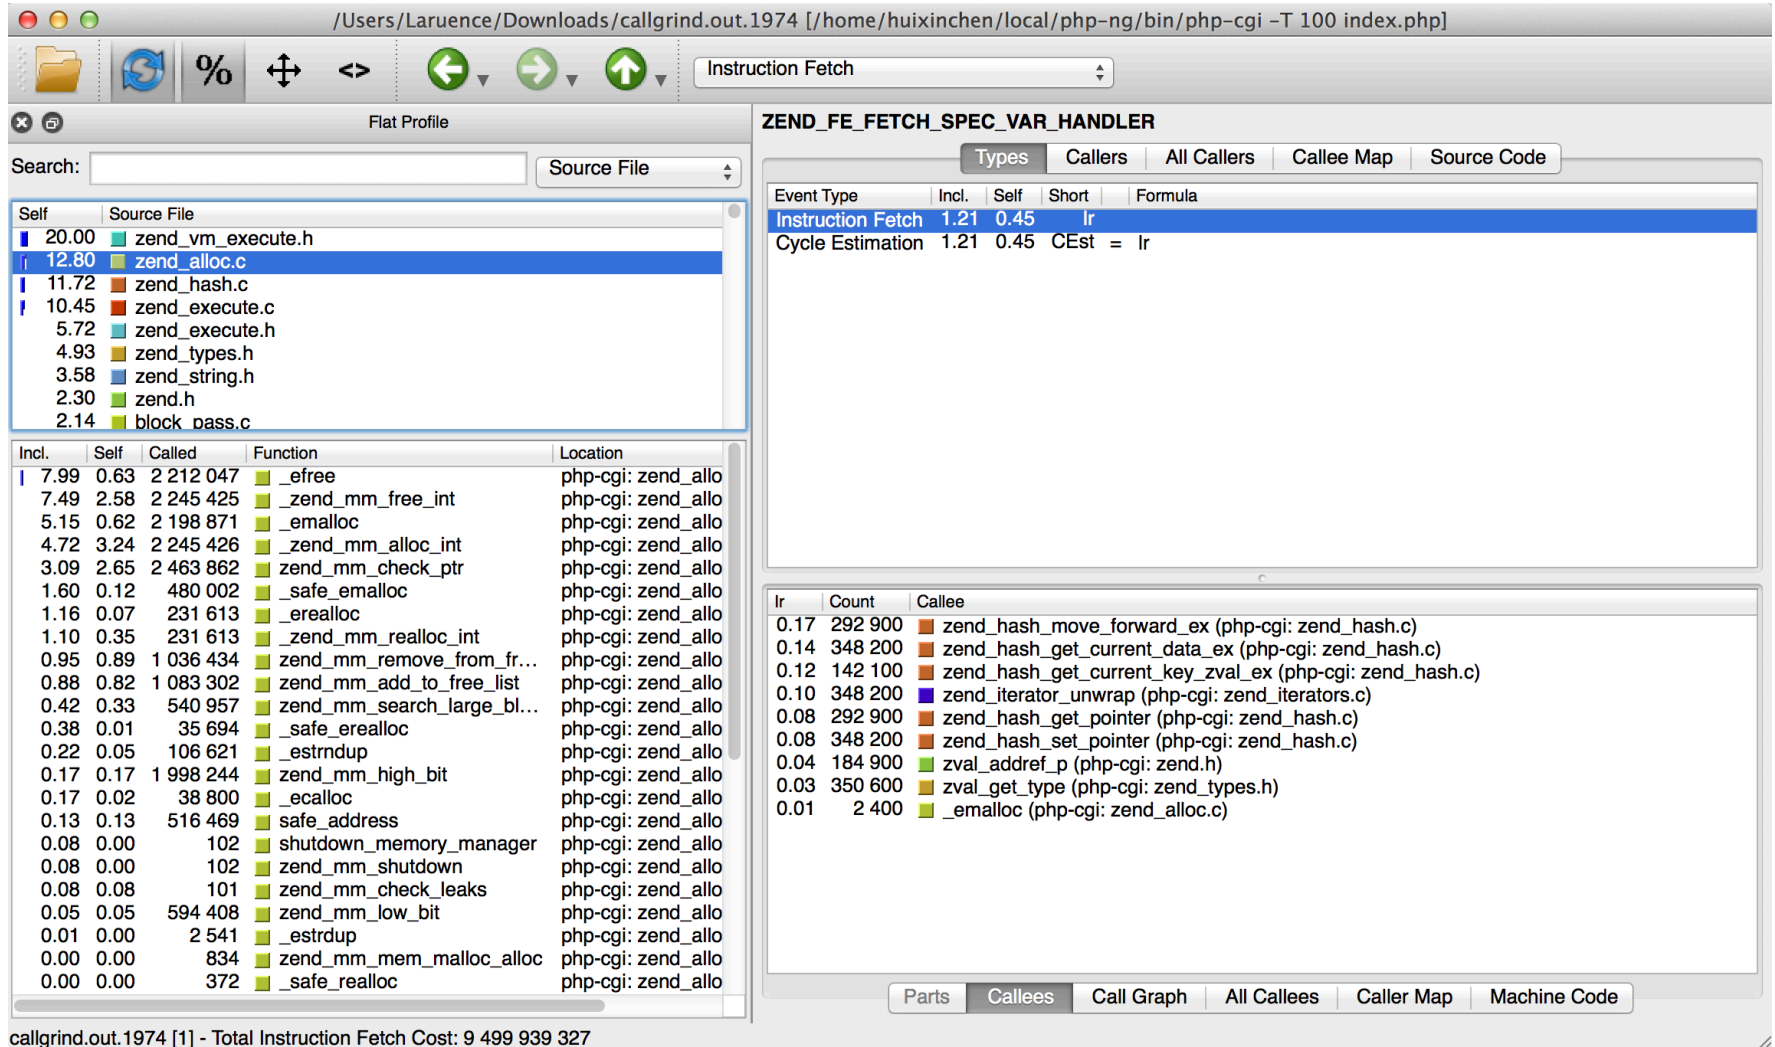 /Users/Laruence/Downloads/callgrind.out.1974 [/home/huixinchen/local/php-ng/bin/php-cgi -T 100 index.php]
% <> Instruction Fetch
Flat Profile
Search: Source File
Self Source File
20.00 zend_vm_execute.h
12.80 zend_alloc.c
11.72 zend_hash.c
10.45 zend_execute.c
5.72 zend_execute.h
4.93 zend_types.h
3.58 zend_string.h
2.30 zend.h
2.14 block_pass.c
Incl. Self Called Function Location
7.99 0.63 2 212 047 _efree php-cgi: zend_allo
7.49 2.58 2 245 425 _zend_mm_free_int php-cgi: zend_allo
5.15 0.62 2 198 871 _emalloc php-cgi: zend_allo
4.72 3.24 2 245 426 _zend_mm_alloc_int php-cgi: zend_allo
3.09 2.65 2 463 862 zend_mm_check_ptr php-cgi: zend_allo
1.60 0.12 480 002 _safe_emalloc php-cgi: zend_allo
1.16 0.07 231 613 _erealloc php-cgi: zend_allo
1.10 0.35 231 613 _zend_mm_realloc_int php-cgi: zend_allo
0.95 0.89 1 036 434 zend_mm_remove_from_fr... php-cgi: zend_allo
0.88 0.82 1 083 302 zend_mm_add_to_free_list php-cgi: zend_allo
0.42 0.33 540 957 zend_mm_search_large_bl... php-cgi: zend_allo
0.38 0.01 35 694 _safe_erealloc php-cgi: zend_allo
0.22 0.05 106 621 _estrndup php-cgi: zend_allo
0.17 0.17 1 998 244 zend_mm_high_bit php-cgi: zend_allo
0.17 0.02 38 800 _ecalloc php-cgi: zend_allo
0.13 0.13 516 469 safe_address php-cgi: zend_allo
0.08 0.00 102 shutdown_memory_manager php-cgi: zend_allo
0.08 0.00 102 zend_mm_shutdown php-cgi: zend_allo
0.08 0.08 101 zend_mm_check_leaks php-cgi: zend_allo
0.05 0.05 594 408 zend_mm_low_bit php-cgi: zend_allo
0.01 0.00 2 541 _estrdup php-cgi: zend_allo
0.00 0.00 834 zend_mm_mem_malloc_alloc php-cgi: zend_allo
0.00 0.00 372 _safe_realloc php-cgi: zend_allo
ZEND_FE_FETCH_SPEC_VAR_HANDLER
Types Callers All Callers Callee Map Source Code
Event Type Incl. Self Short Formula
Instruction Fetch 1.21 0.45 Ir
Cycle Estimation 1.21 0.45 CEst = Ir
Ir Count Callee
0.17 292 900 zend_hash_move_forward_ex (php-cgi: zend_hash.c)
0.14 348 200 zend_hash_get_current_data_ex (php-cgi: zend_hash.c)
0.12 142 100 zend_hash_get_current_key_zval_ex (php-cgi: zend_hash.c)
0.10 348 200 zend_iterator_unwrap (php-cgi: zend_iterators.c)
0.08 292 900 zend_hash_get_pointer (php-cgi: zend_hash.c)
0.08 348 200 zend_hash_set_pointer (php-cgi: zend_hash.c)
0.04 184 900 zval_addref_p (php-cgi: zend.h)
0.03 350 600 zval_get_type (php-cgi: zend_types.h)
0.01 2 400 _emalloc (php-cgi: zend_alloc.c)
Parts Callees Call Graph All Callees Caller Map Machine Code
callgrind.out.1974 [1] - Total Instruction Fetch Cost: 9 499 939 327